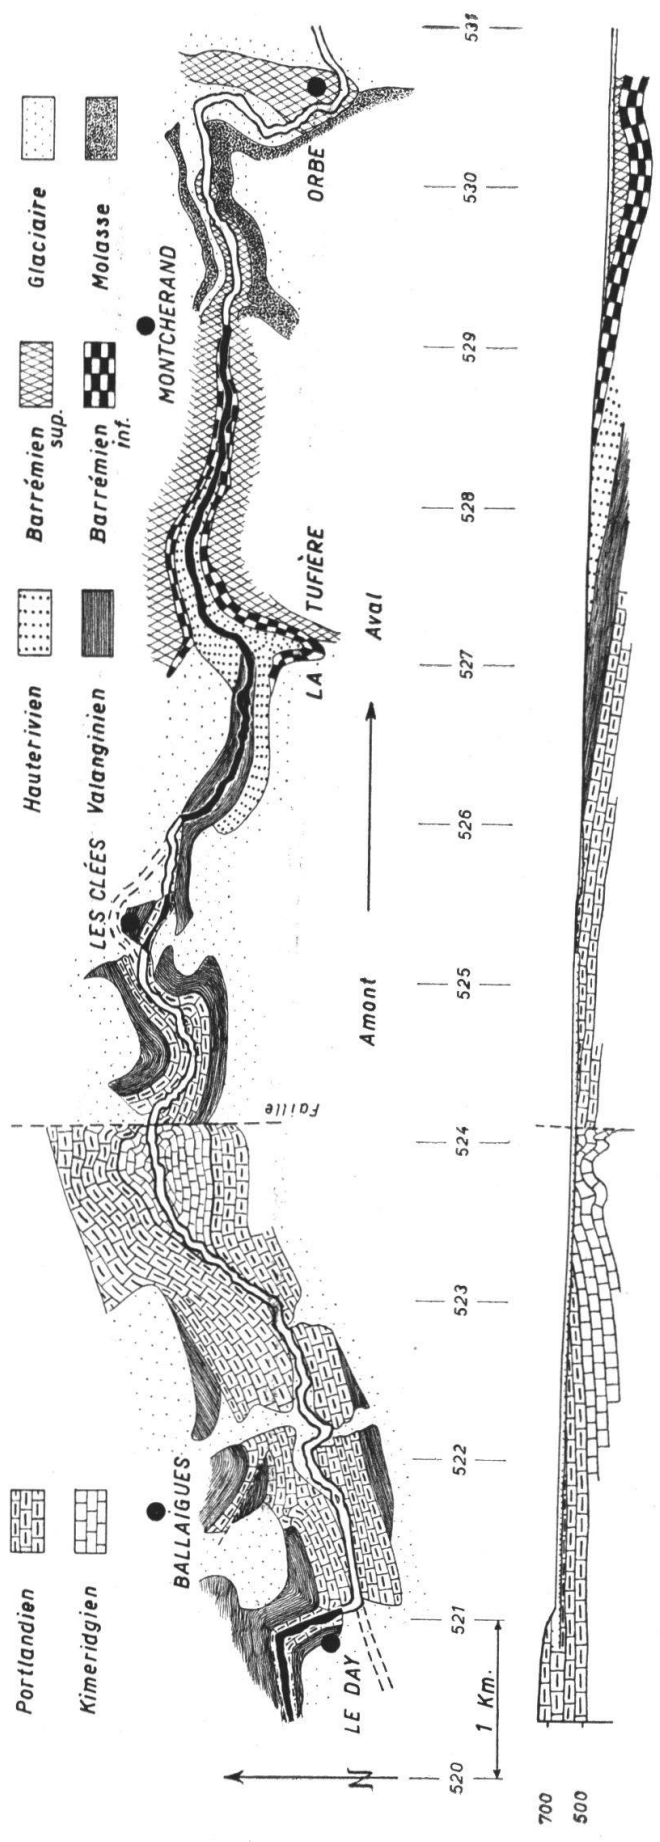 Portlandien
Kimeridgien
Hauterivien
Valanginien
Barrémien sup.
Barrémien inf.
Glaciaire
Molasse
BALLAIGUES
LES CLÉES
MONTCHERAND
LE DAY
LA TUFIÈRE
ORBE
Faille
N
Amont
Aval
1 Km.
520
521
522
523
524
525
526
527
528
529
530
531
700
500